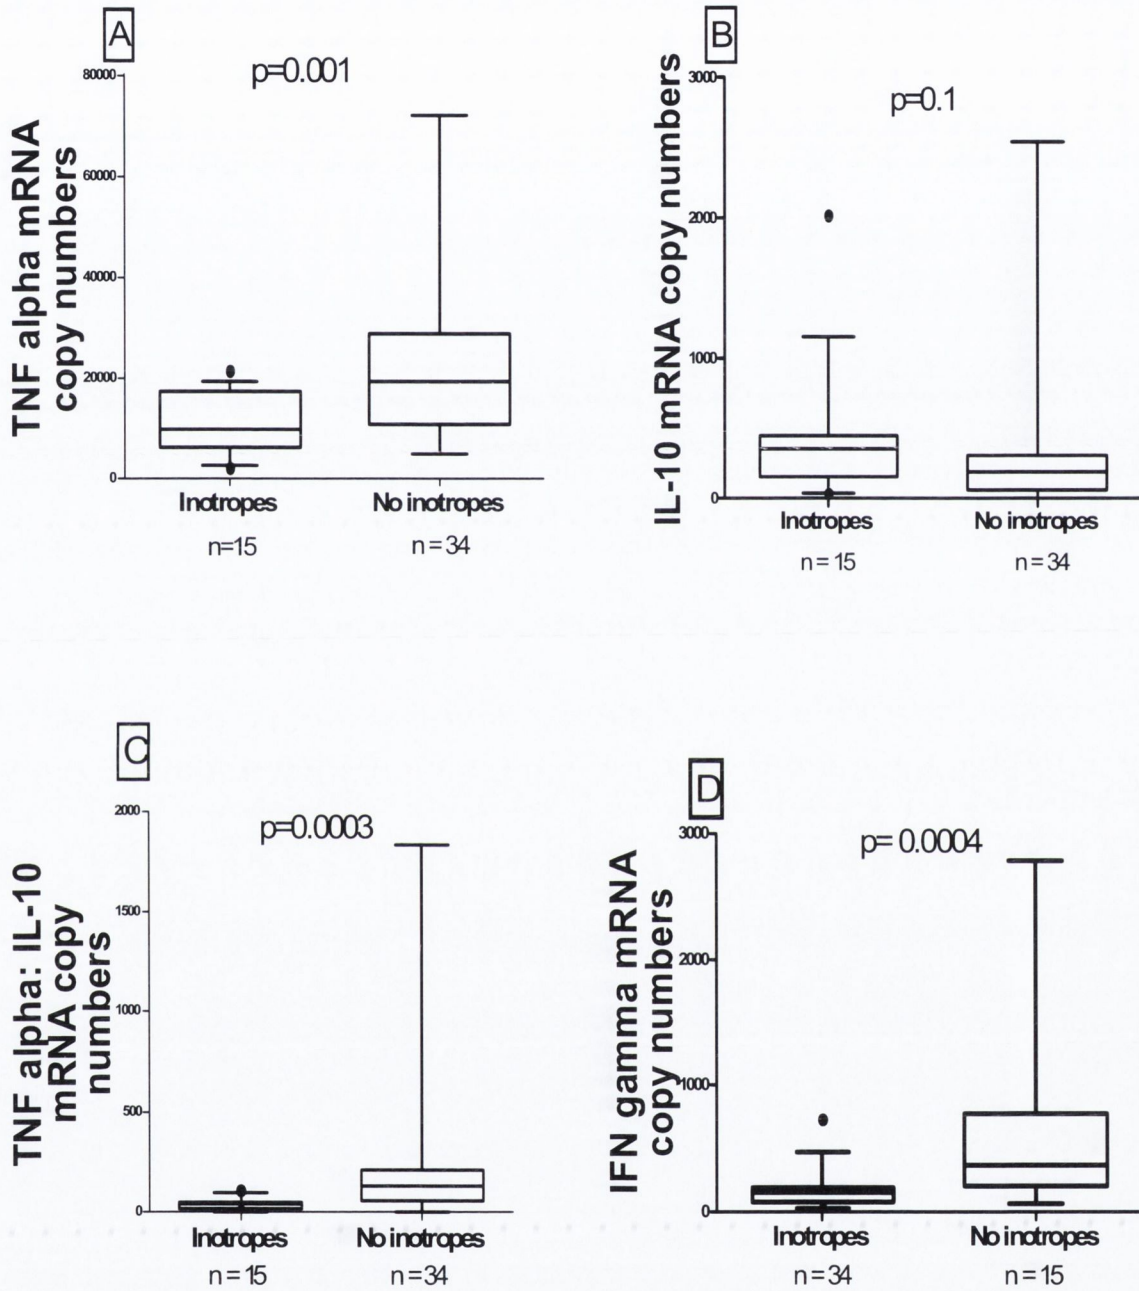 A
p=0.001
TNF alpha mRNA
copy numbers
80000
60000
40000
20000
0
Inotropes
No inotropes
n=15
n = 34
B
p=0.1
IL-10 mRNA copy numbers
3000
2000
1000
0
Inotropes
No inotropes
n = 15
n = 34
C
p=0.0003
TNF alpha: IL-10
mRNA copy
numbers
2000
1500
1000
500
0
Inotropes
No inotropes
n = 15
n = 34
D
p= 0.0004
IFN gamma mRNA
copy numbers
3000
2000
1000
0
Inotropes
No inotropes
n = 34
n = 15